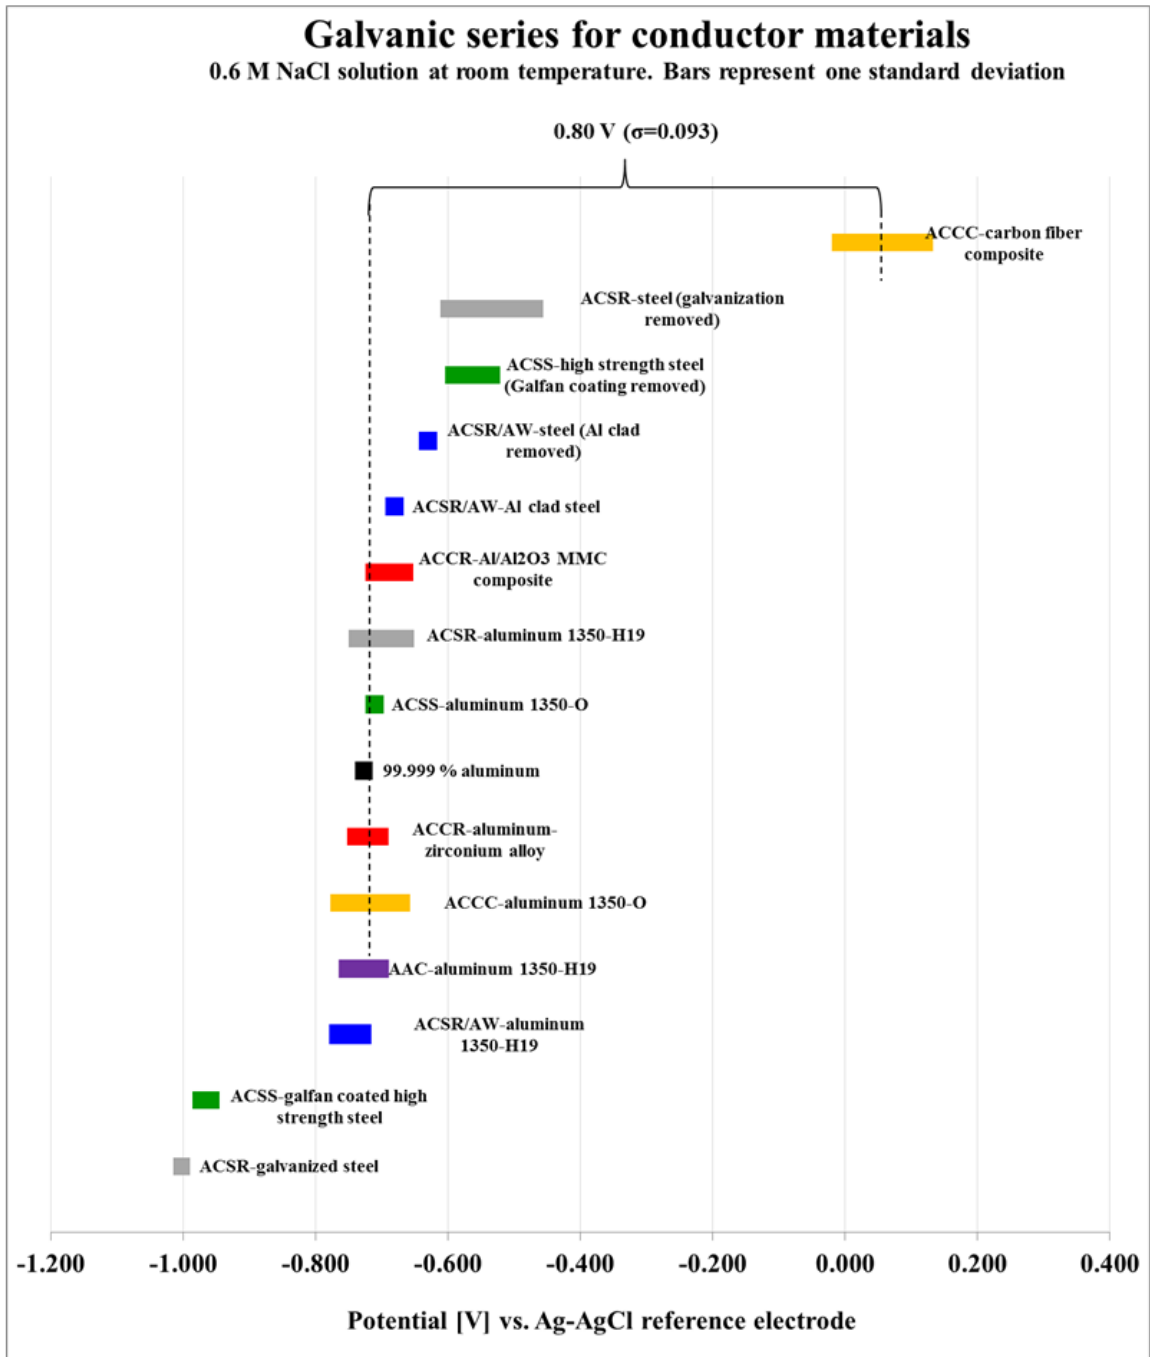 Galvanic series for conductor materials
0.6 M NaCl solution at room temperature. Bars represent one standard deviation
0.80 V (σ=0.093)
ACCC-carbon fiber
composite
ACSR-steel (galvanization
removed)
ACSS-high strength steel
(Galfan coating removed)
ACSR/AW-steel (Al clad
removed)
ACSR/AW-Al clad steel
ACCR-Al/Al2O3 MMC
composite
ACSR-aluminum 1350-H19
ACSS-aluminum 1350-O
99.999 % aluminum
ACCR-aluminum-
zirconium alloy
ACCC-aluminum 1350-O
AAC-aluminum 1350-H19
ACSR/AW-aluminum
1350-H19
ACSS-galfan coated high
strength steel
ACSR-galvanized steel
-1.200 -1.000 -0.800 -0.600 -0.400 -0.200 0.000 0.200 0.400
Potential [V] vs. Ag-AgCl reference electrode